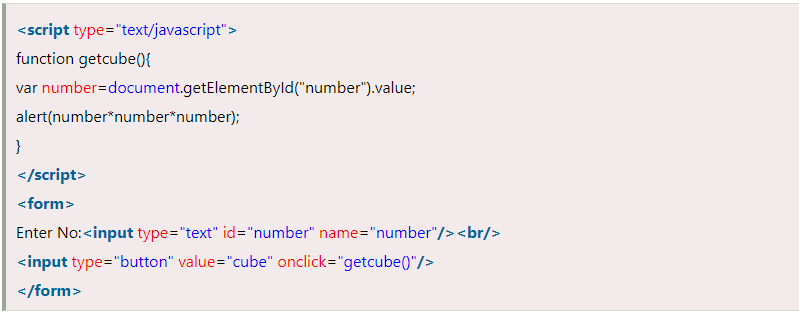 <script type="text/javascript">
function getcube(){
var number=document.getElementById("number").value;
alert(number*number*number);
}
</script>
<form>
Enter No:<input type="text" id="number" name="number"/><br/>
<input type="button" value="cube" onclick="getcube()"/>
</form>